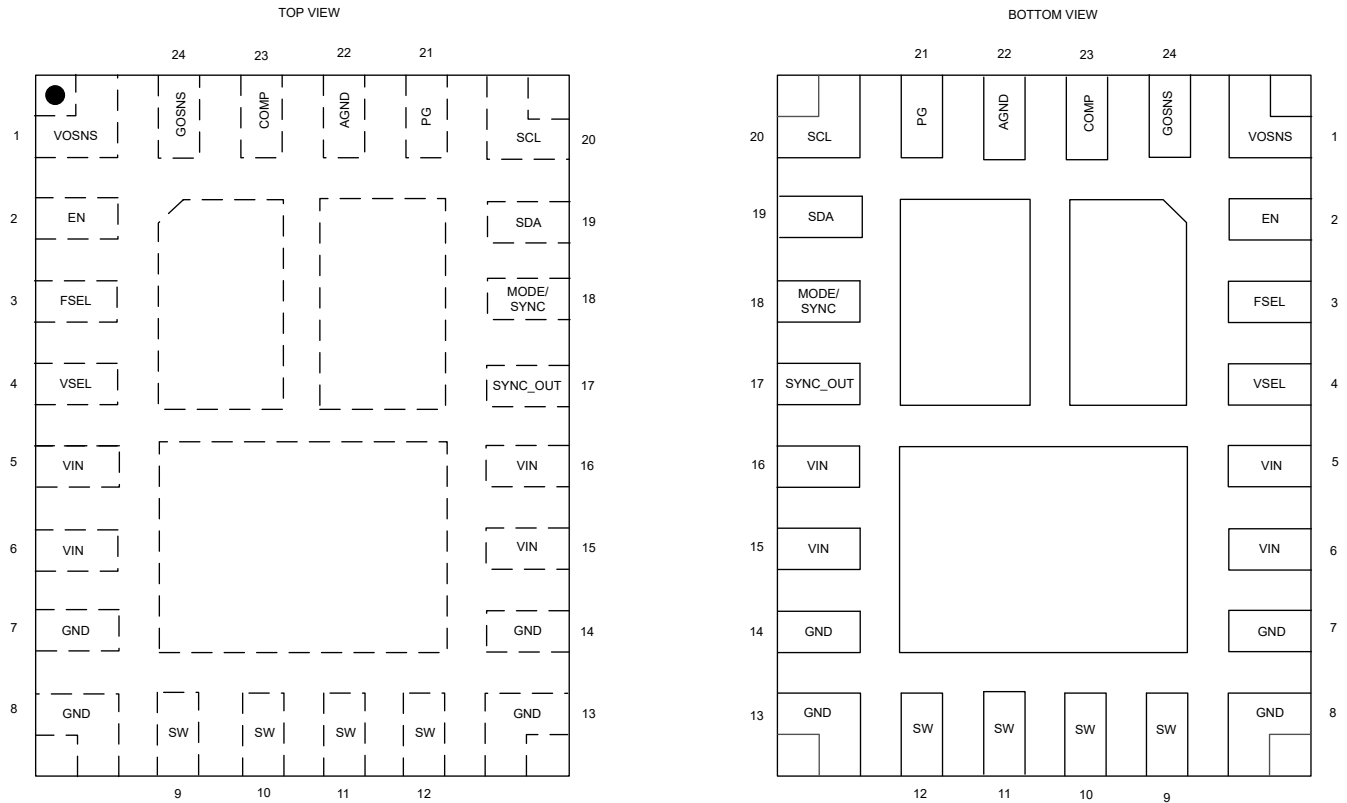 TOP VIEW
24 23 22 21
GOSNS COMP AGND PG
1 VOSNS SCL 20
2 EN SDA 19
3 FSEL MODE/
SYNC 18
4 VSEL SYNC_OUT 17
5 VIN VIN 16
6 VIN VIN 15
7 GND GND 14
8 GND GND 13
SW SW SW SW
9 10 11 12
BOTTOM VIEW
21 22 23 24
PG AGND COMP GOSNS
20 SCL VOSNS 1
19 SDA EN 2
18 MODE/
SYNC FSEL 3
17 SYNC_OUT VSEL 4
16 VIN VIN 5
15 VIN VIN 6
14 GND GND 7
13 GND GND 8
SW SW SW SW
12 11 10 9